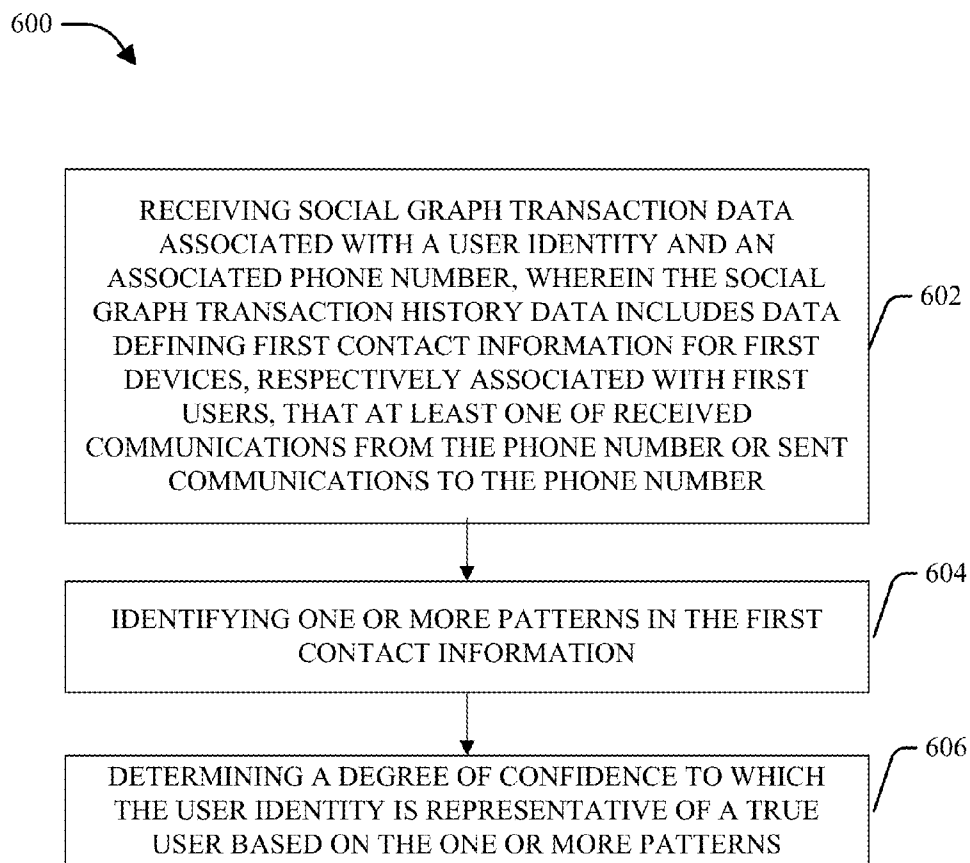 600
RECEIVING SOCIAL GRAPH TRANSACTION DATA
ASSOCIATED WITH A USER IDENTITY AND AN
ASSOCIATED PHONE NUMBER, WHEREIN THE SOCIAL
GRAPH TRANSACTION HISTORY DATA INCLUDES DATA
DEFINING FIRST CONTACT INFORMATION FOR FIRST
DEVICES, RESPECTIVELY ASSOCIATED WITH FIRST
USERS, THAT AT LEAST ONE OF RECEIVED
COMMUNICATIONS FROM THE PHONE NUMBER OR SENT
COMMUNICATIONS TO THE PHONE NUMBER
602
IDENTIFYING ONE OR MORE PATTERNS IN THE FIRST
CONTACT INFORMATION
604
DETERMINING A DEGREE OF CONFIDENCE TO WHICH
THE USER IDENTITY IS REPRESENTATIVE OF A TRUE
USER BASED ON THE ONE OR MORE PATTERNS
606